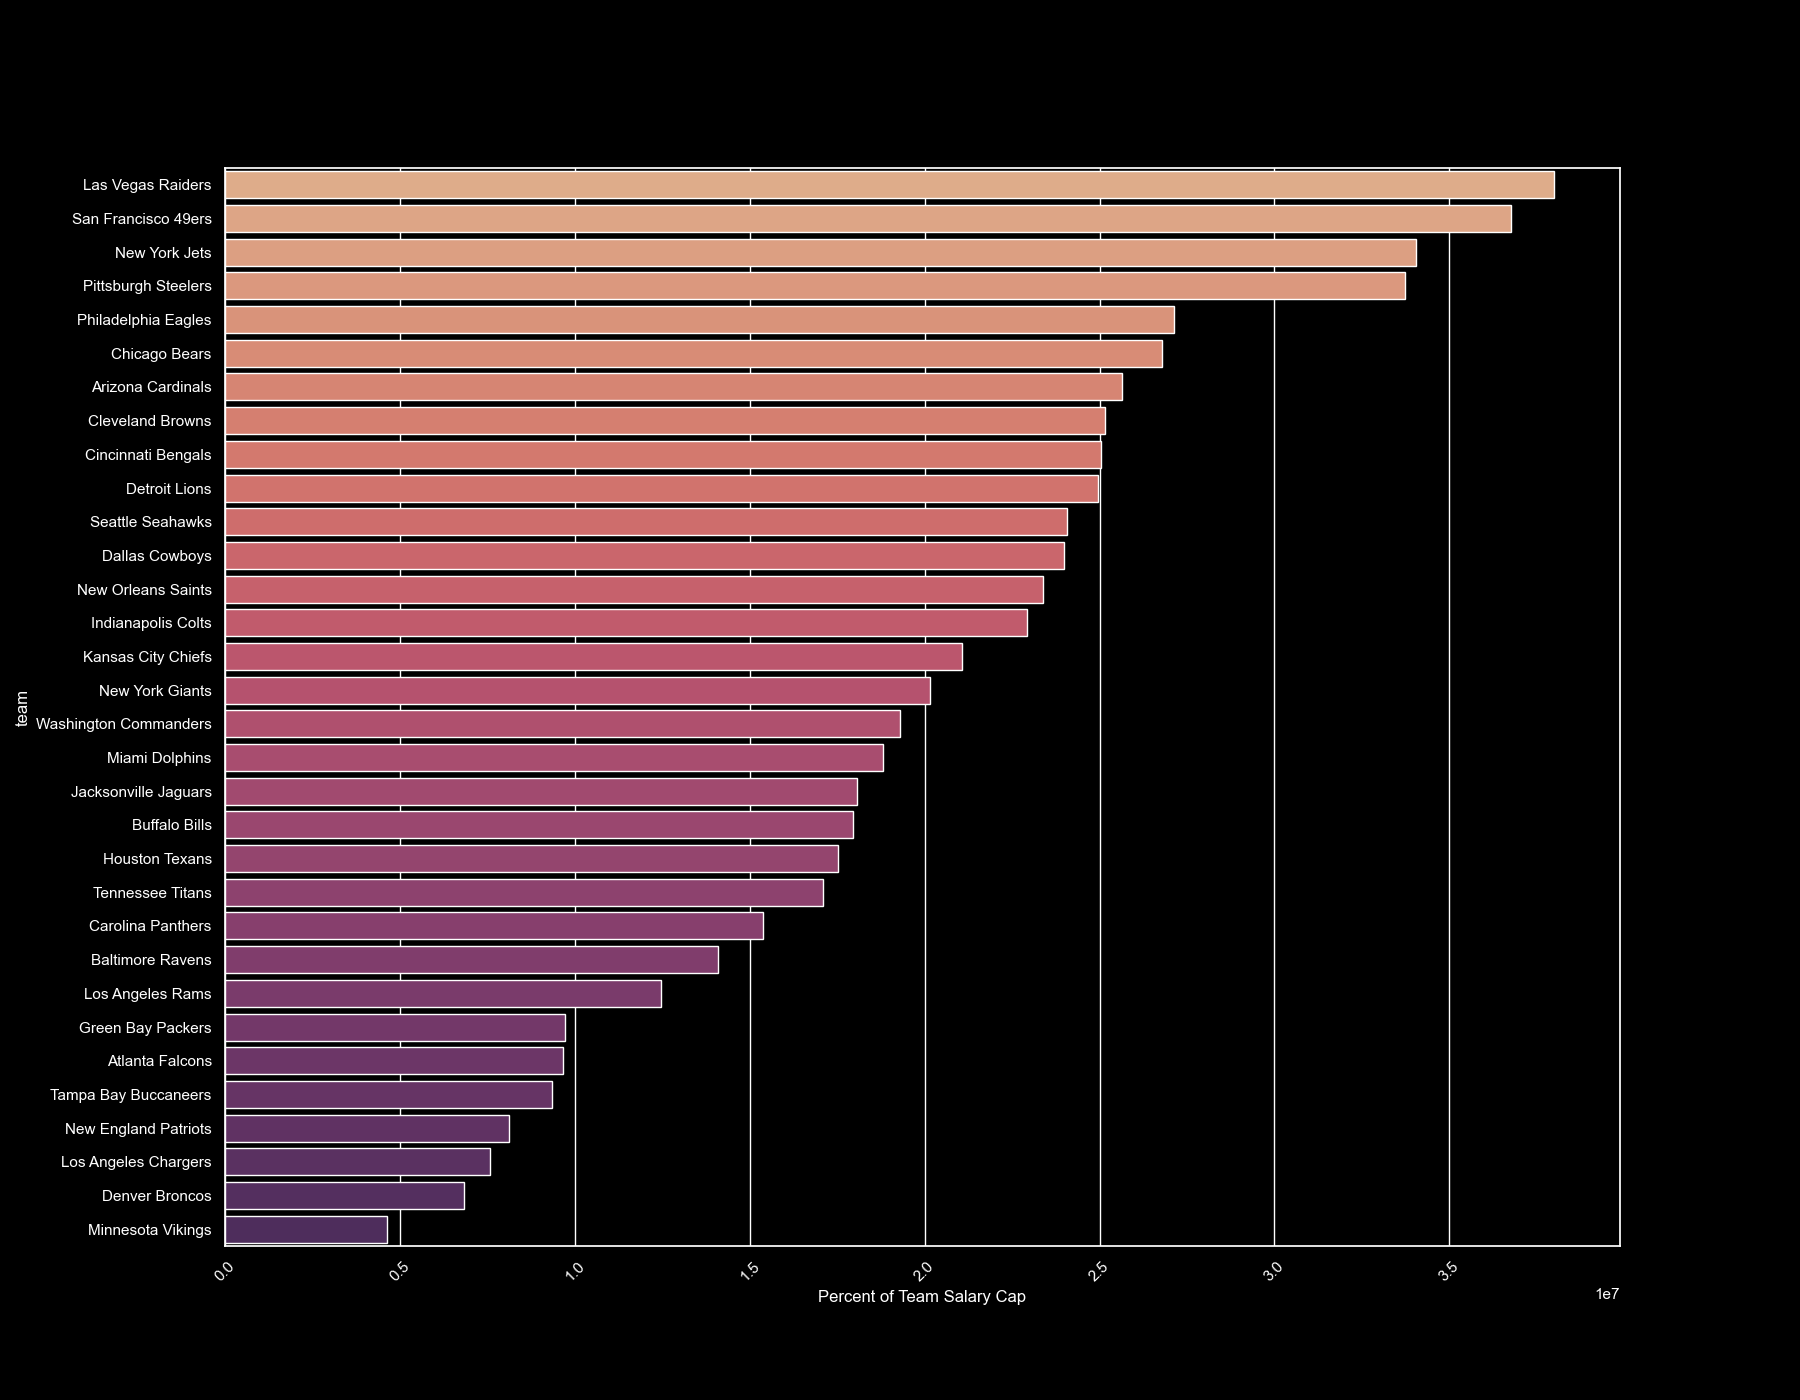 Las Vegas Raiders
San Francisco 49ers
New York Jets
Pittsburgh Steelers
Philadelphia Eagles
Chicago Bears
Arizona Cardinals
Cleveland Browns
Cincinnati Bengals
Detroit Lions
Seattle Seahawks
Dallas Cowboys
New Orleans Saints
Indianapolis Colts
Kansas City Chiefs
New York Giants
Washington Commanders
Miami Dolphins
Jacksonville Jaguars
Buffalo Bills
Houston Texans
Tennessee Titans
Carolina Panthers
Baltimore Ravens
Los Angeles Rams
Green Bay Packers
Atlanta Falcons
Tampa Bay Buccaneers
New England Patriots
Los Angeles Chargers
Denver Broncos
Minnesota Vikings
team
0.0 0.5 1.0 1.5 2.0 2.5 3.0 3.5
1e7
Percent of Team Salary Cap